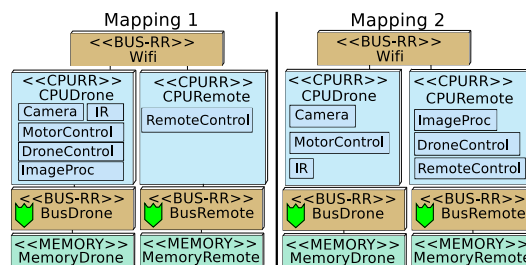 Mapping 1
<<BUS-RR>>
Wifi
<<CPURR>>
CPUDrone
Camera
IR
MotorControl
DroneControl
ImageProc
<<CPURR>>
CPURemote
RemoteControl
<<BUS-RR>>
BusDrone
<<BUS-RR>>
BusRemote
<<MEMORY>>
MemoryDrone
<<MEMORY>>
MemoryRemote
Mapping 2
<<BUS-RR>>
Wifi
<<CPURR>>
CPUDrone
Camera
MotorControl
IR
<<CPURR>>
CPURemote
ImageProc
DroneControl
RemoteControl
<<BUS-RR>>
BusDrone
<<BUS-RR>>
BusRemote
<<MEMORY>>
MemoryDrone
<<MEMORY>>
MemoryRemote